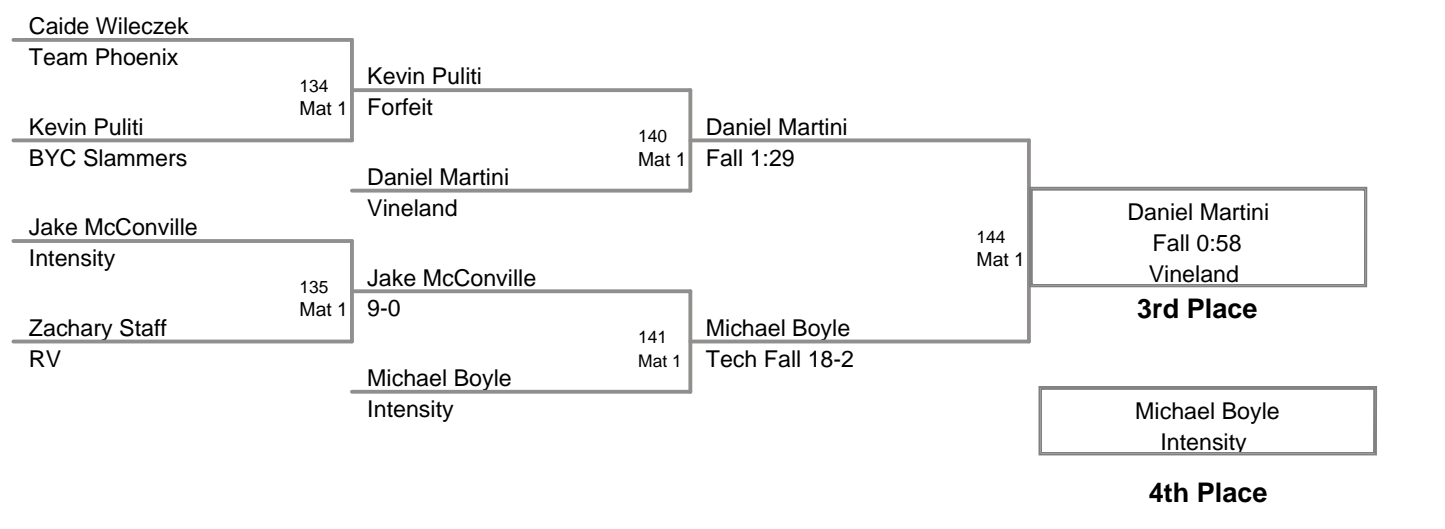 Caide Wileczek
Team Phoenix
134
Mat 1
Kevin Puliti
BYC Slammers
Kevin Puliti
Forfeit
140
Mat 1
Daniel Martini
Vineland
Jake McConville
Intensity
135
Mat 1
Zachary Staff
RV
Jake McConville
9-0
141
Mat 1
Michael Boyle
Intensity
Daniel Martini
Fall 1:29
144
Mat 1
Michael Boyle
Tech Fall 18-2
Daniel Martini
Fall 0:58
Vineland
3rd Place
Michael Boyle
Intensity
4th Place